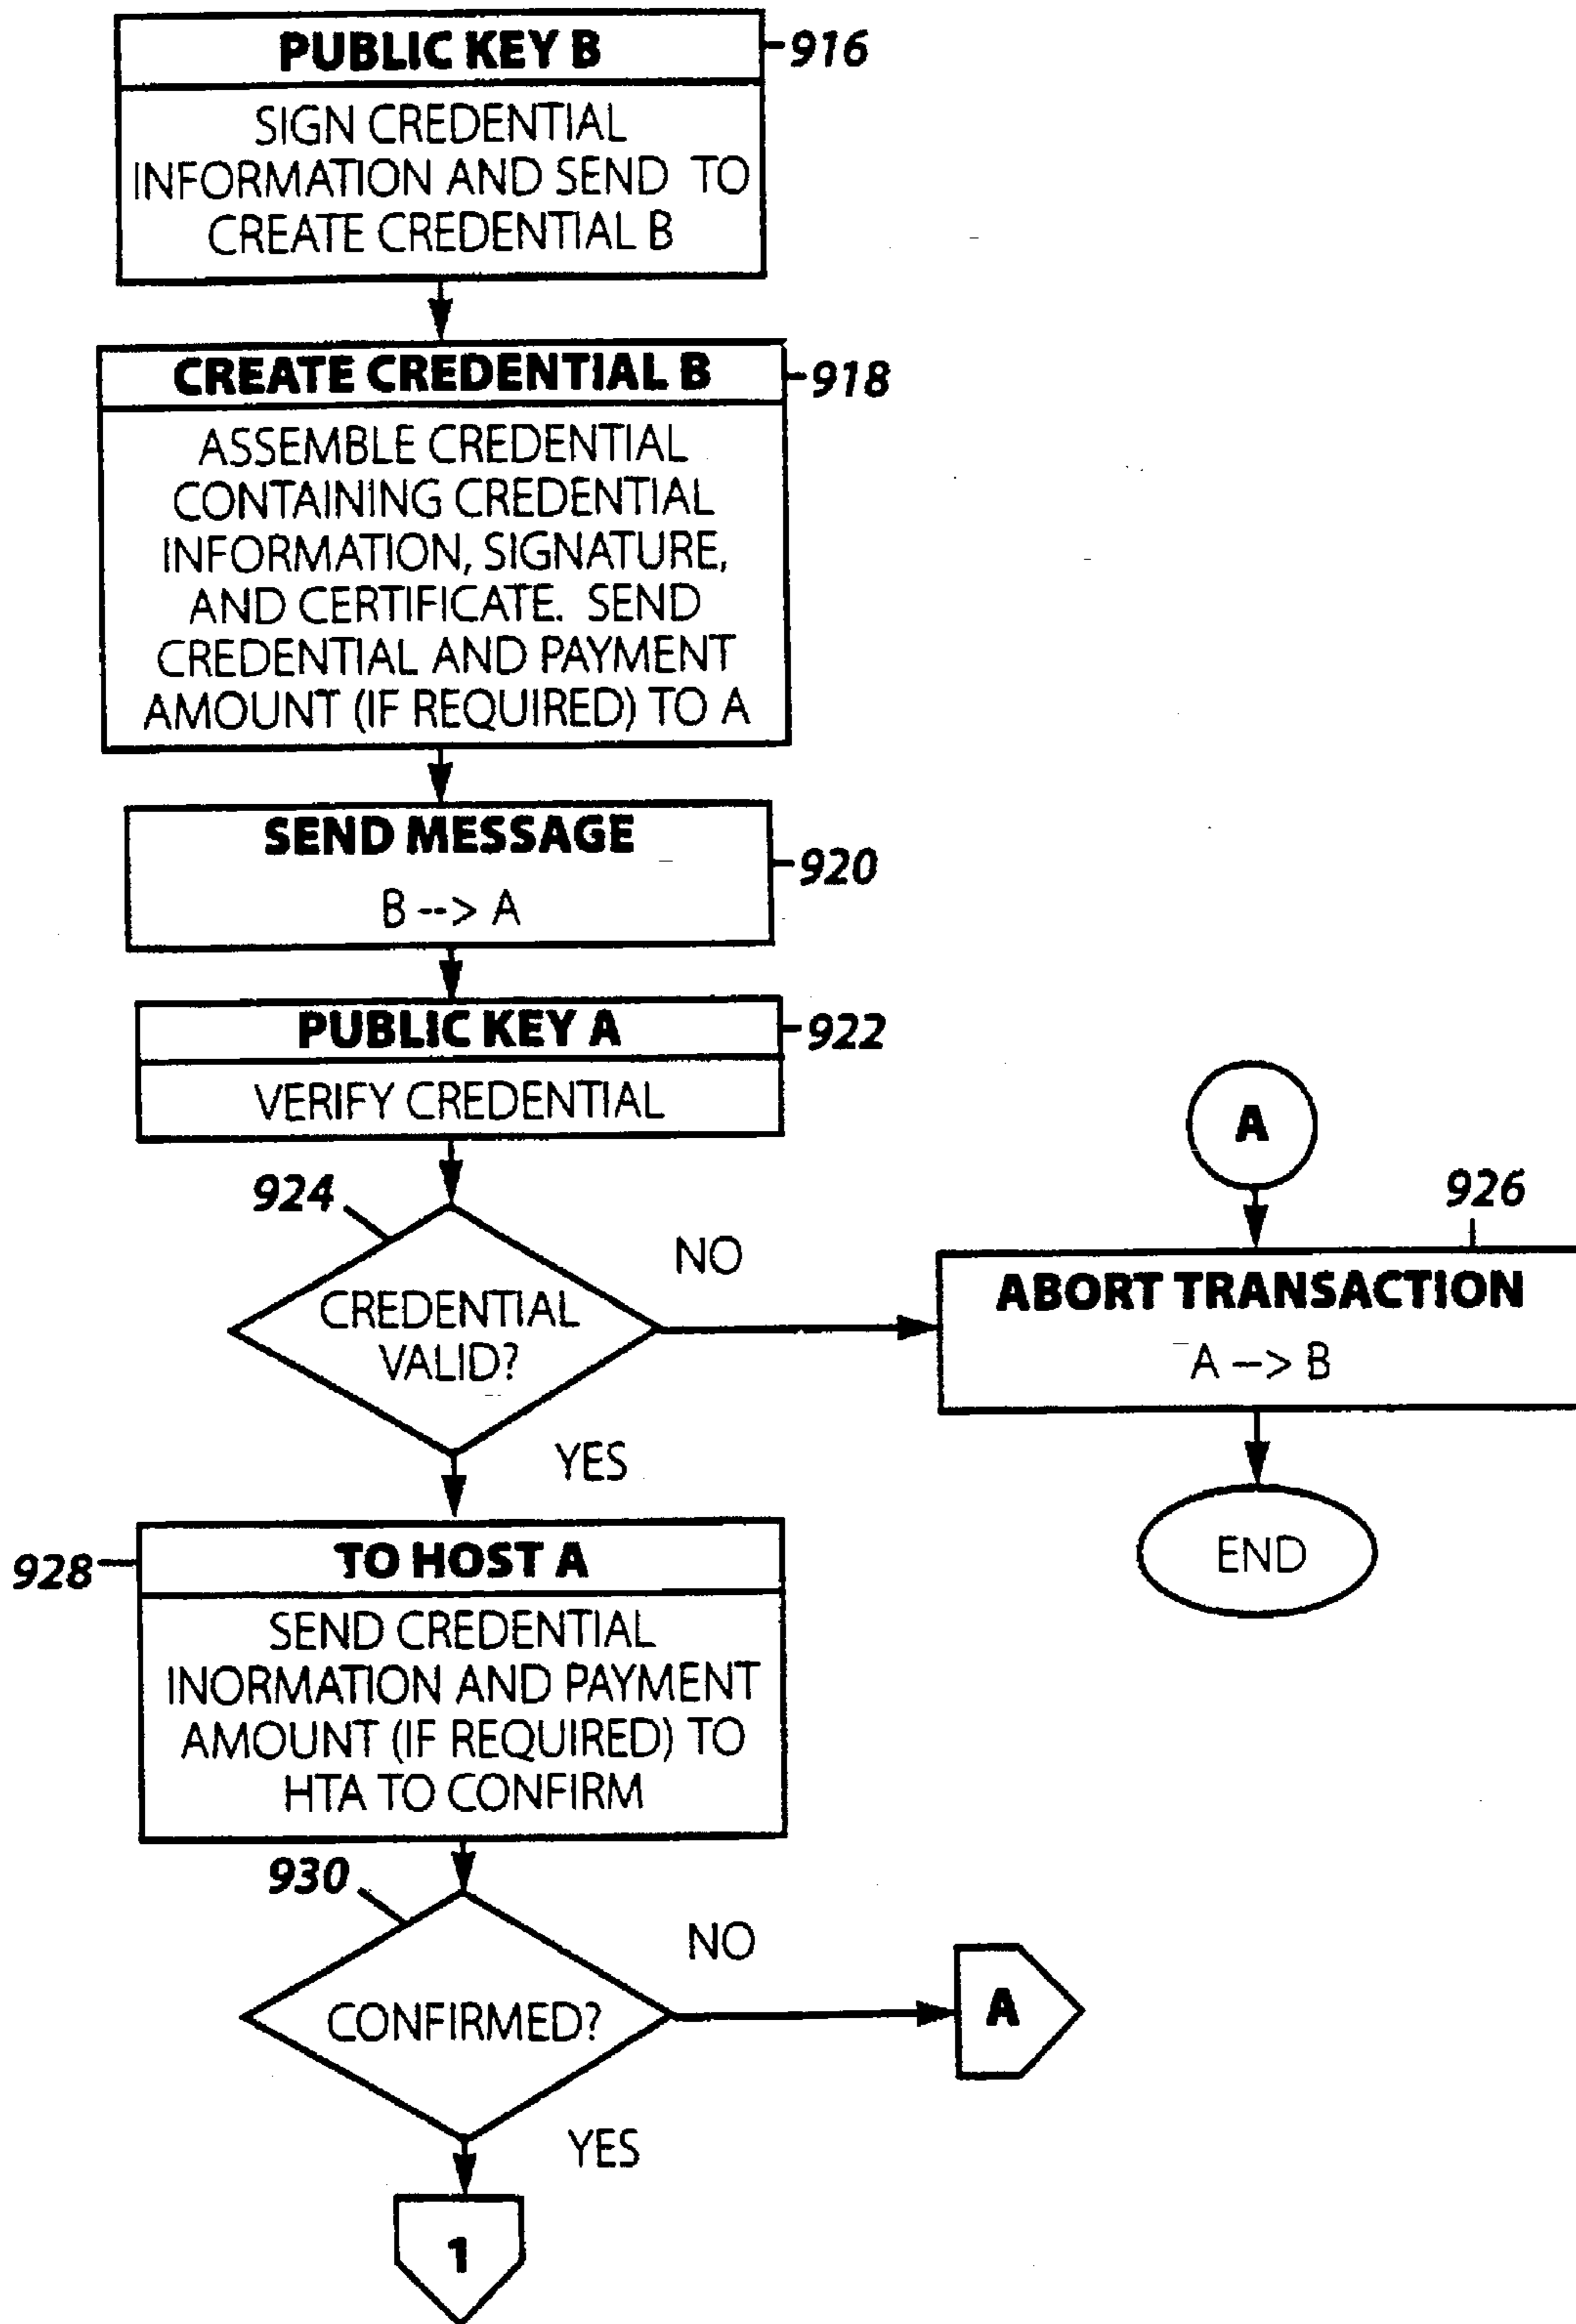 PUBLIC KEY B
916
SIGN CREDENTIAL
INFORMATION AND SEND TO
CREATE CREDENTIAL B
CREATE CREDENTIAL B
918
ASSEMBLE CREDENTIAL
CONTAINING CREDENTIAL
INFORMATION, SIGNATURE,
AND CERTIFICATE. SEND
CREDENTIAL AND PAYMENT
AMOUNT (IF REQUIRED) TO A
SEND MESSAGE
920
B --> A
PUBLIC KEY A
922
VERIFY CREDENTIAL
924
CREDENTIAL
VALID?
NO
YES
A
926
ABORT TRANSACTION
A --> B
END
928
TO HOST A
SEND CREDENTIAL
INORMATION AND PAYMENT
AMOUNT (IF REQUIRED) TO
HTA TO CONFIRM
930
CONFIRMED?
NO
A
YES
1